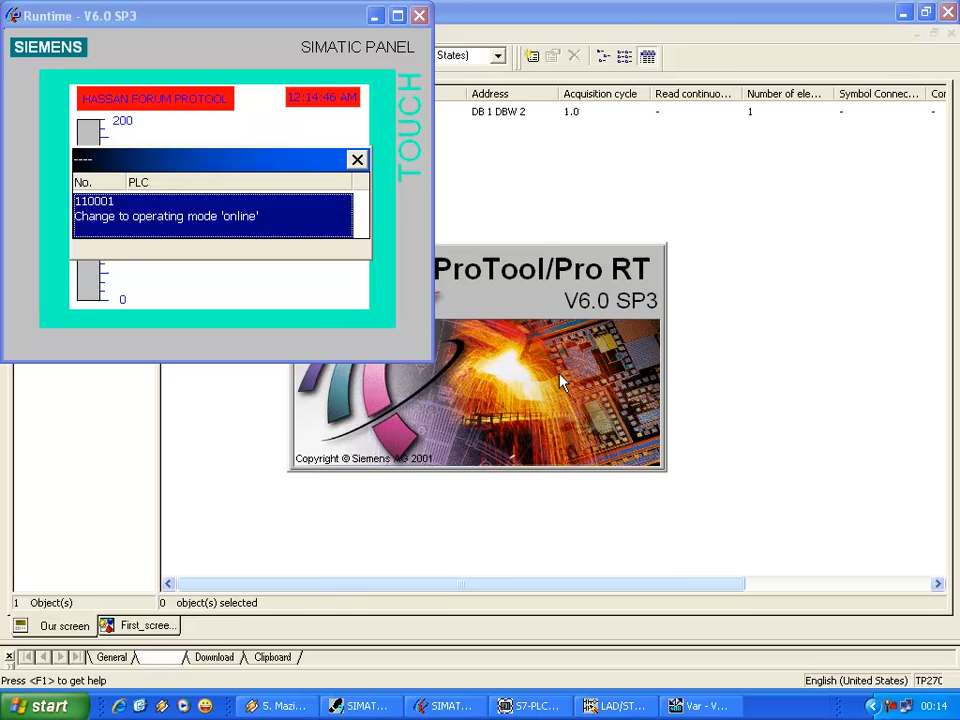 Runtime - V6.0 SP3
SIEMENS
SIMATIC PANEL
TOUCH
HASSAN FORUM PROTOOL
12:14:46 AM
200
----
No. PLC
110001
Change to operating mode 'online'
0
States)
Address Acquisition cycle Read continuo... Number of ele... Symbol Connec...
DB 1 DBW 2 1.0 - 1 - -
ProTool/Pro RT
V6.0 SP3
Copyright © Siemens AG 2001
1 Object(s) 0 object(s) selected
Our screen First_scree...
General Download Clipboard
Press <F1> to get help English (United States) TP270
start 5. Mazi... SIMAT... SIMAT... S7-PLC... LAD/ST... Var - V... 00:14